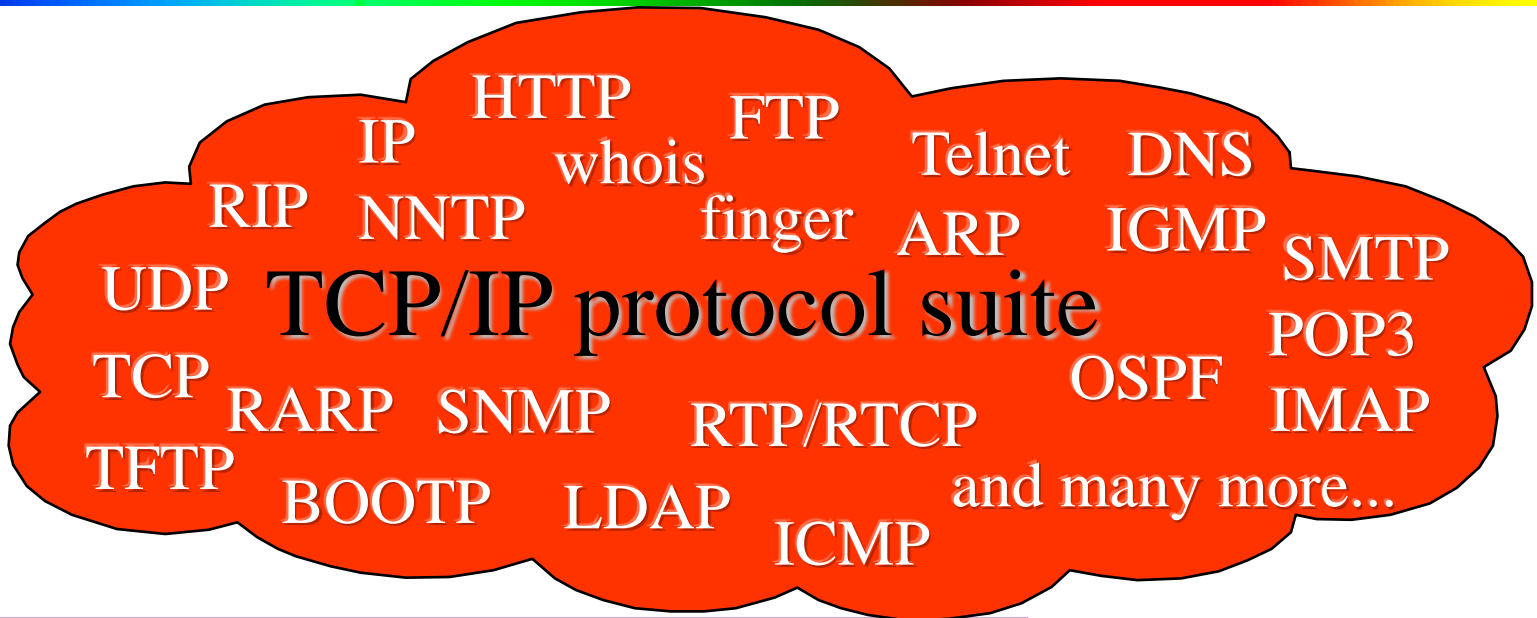 HTTP
FTP
IP
whois
Telnet
DNS
RIP
NNTP
finger
ARP
IGMP
SMTP
UDP
TCP/IP protocol suite
POP3
TCP
OSPF
RARP
SNMP
RTP/RTCP
IMAP
TFTP
BOOTP
LDAP
and many more...
ICMP